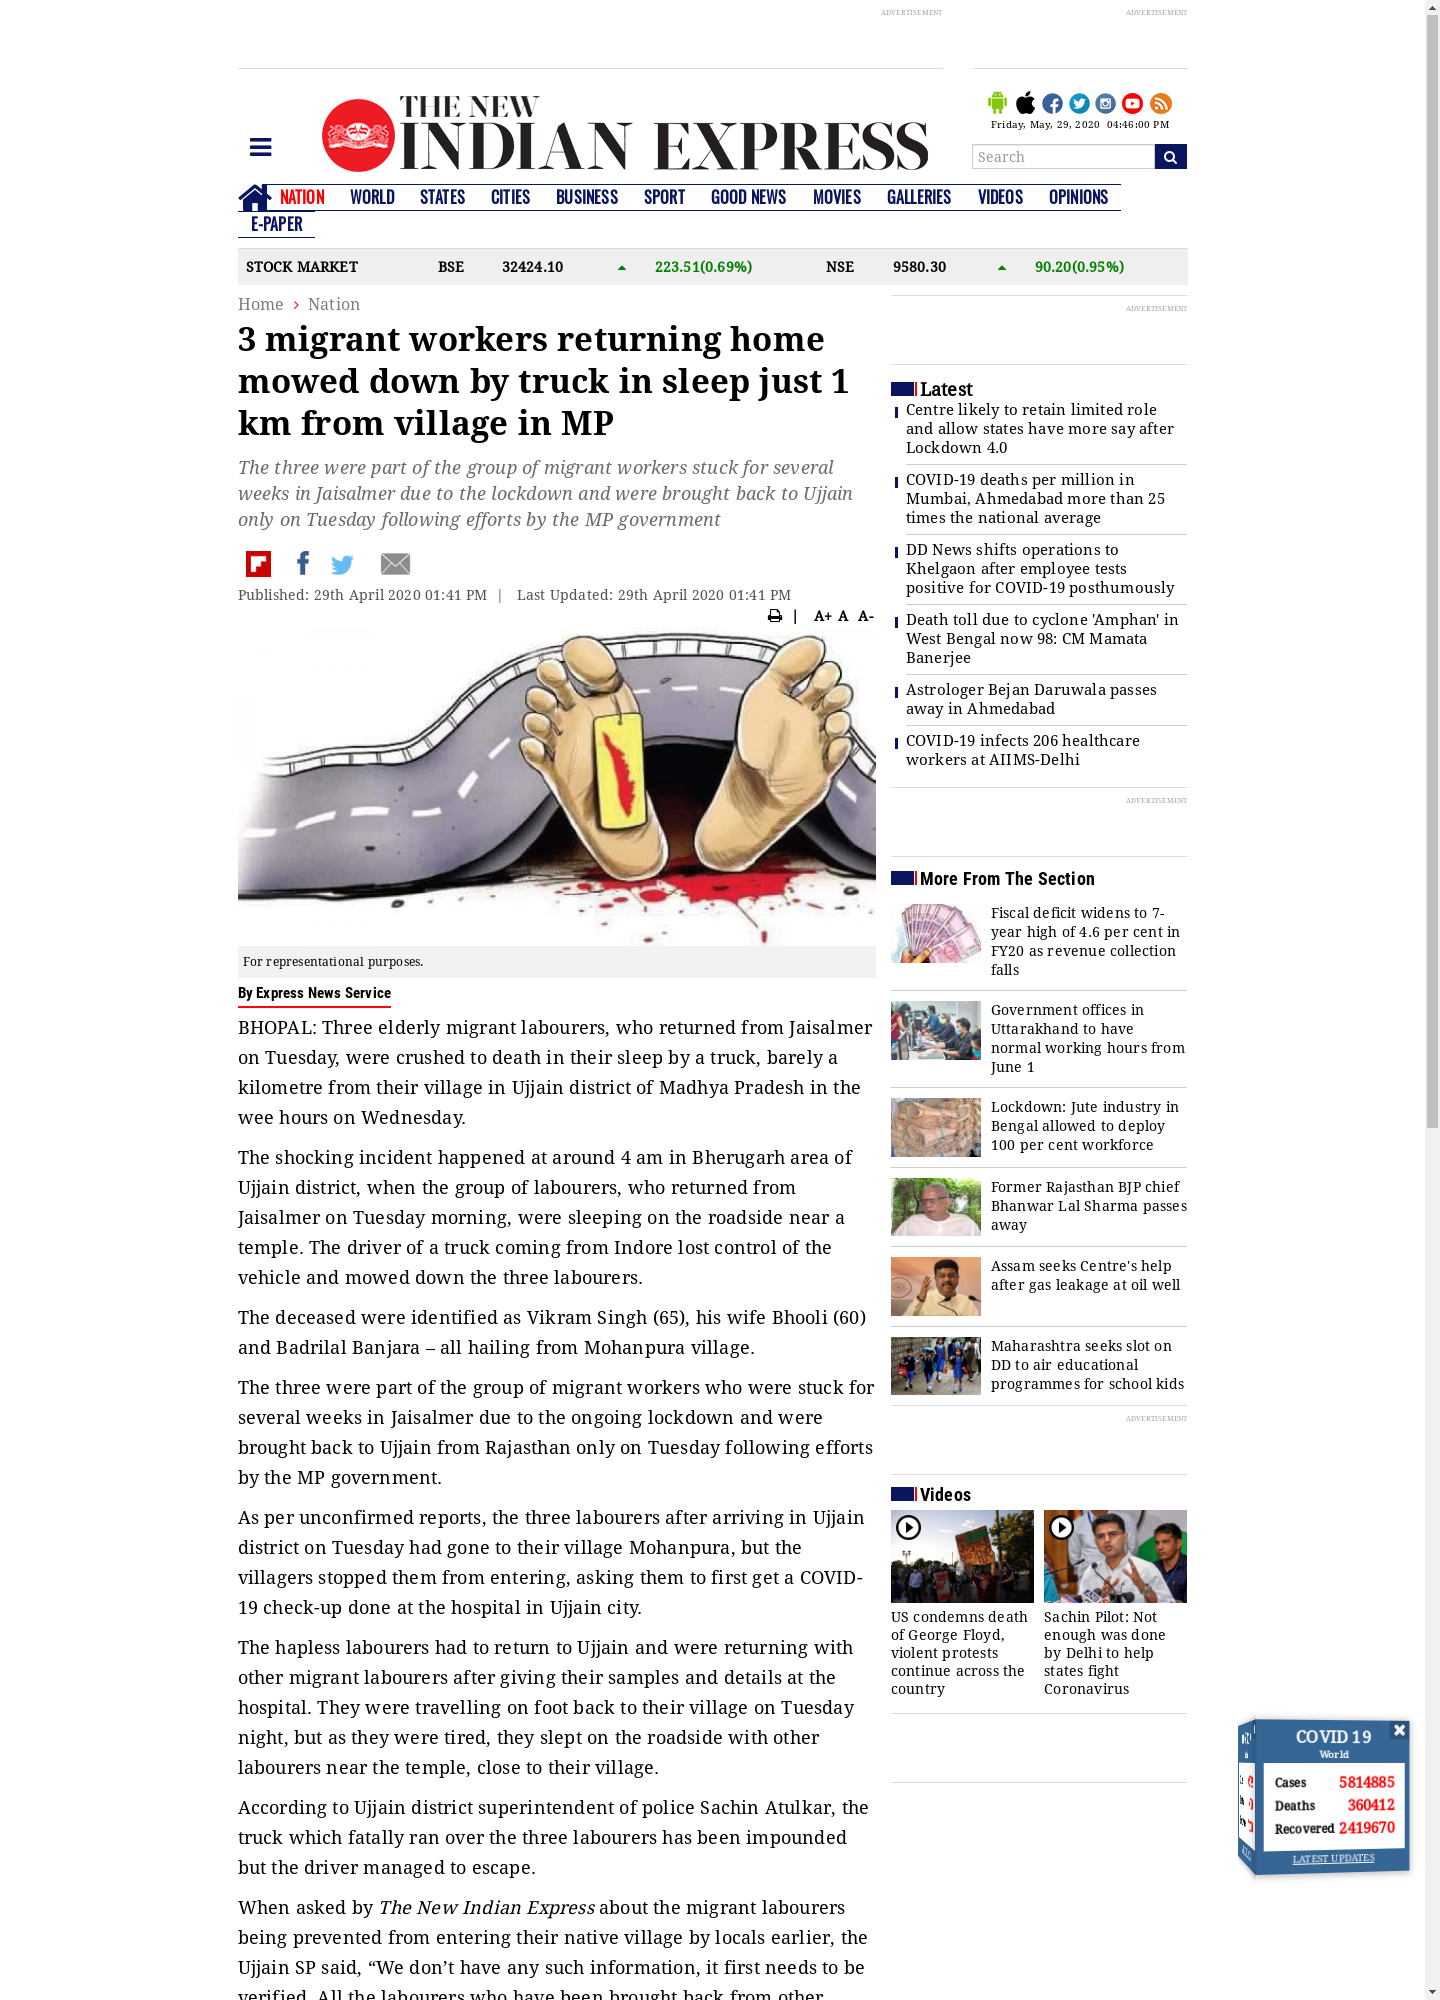 ADVERTISEMENT
ADVERTISEMENT
THE NEW
INDIAN EXPRESS
Friday, May, 29, 2020 04:46:00 PM
Search
NATION WORLD STATES CITIES BUSINESS SPORT GOOD NEWS MOVIES GALLERIES VIDEOS OPINIONS
E-PAPER
STOCK MARKET BSE 32424.10 223.51(0.69%) NSE 9580.30 90.20(0.95%)
Home Nation
3 migrant workers returning home
mowed down by truck in sleep just 1
km from village in MP
The three were part of the group of migrant workers stuck for several
weeks in Jaisalmer due to the lockdown and were brought back to Ujjain
only on Tuesday following efforts by the MP government
Published: 29th April 2020 01:41 PM | Last Updated: 29th April 2020 01:41 PM
| A+ A A-
For representational purposes.
By Express News Service
BHOPAL: Three elderly migrant labourers, who returned from Jaisalmer
on Tuesday, were crushed to death in their sleep by a truck, barely a
kilometre from their village in Ujjain district of Madhya Pradesh in the
wee hours on Wednesday.
The shocking incident happened at around 4 am in Bherugarh area of
Ujjain district, when the group of labourers, who returned from
Jaisalmer on Tuesday morning, were sleeping on the roadside near a
temple. The driver of a truck coming from Indore lost control of the
vehicle and mowed down the three labourers.
The deceased were identified as Vikram Singh (65), his wife Bhooli (60)
and Badrilal Banjara – all hailing from Mohanpura village.
The three were part of the group of migrant workers who were stuck for
several weeks in Jaisalmer due to the ongoing lockdown and were
brought back to Ujjain from Rajasthan only on Tuesday following efforts
by the MP government.
As per unconfirmed reports, the three labourers after arriving in Ujjain
district on Tuesday had gone to their village Mohanpura, but the
villagers stopped them from entering, asking them to first get a COVID-
19 check-up done at the hospital in Ujjain city.
The hapless labourers had to return to Ujjain and were returning with
other migrant labourers after giving their samples and details at the
hospital. They were travelling on foot back to their village on Tuesday
night, but as they were tired, they slept on the roadside with other
labourers near the temple, close to their village.
According to Ujjain district superintendent of police Sachin Atulkar, the
truck which fatally ran over the three labourers has been impounded
but the driver managed to escape.
When asked by The New Indian Express about the migrant labourers
being prevented from entering their native village by locals earlier, the
Ujjain SP said, “We don’t have any such information, it first needs to be
verified. All the labourers who have been brought back from other
ADVERTISEMENT
Latest
Centre likely to retain limited role
and allow states have more say after
Lockdown 4.0
COVID-19 deaths per million in
Mumbai, Ahmedabad more than 25
times the national average
DD News shifts operations to
Khelgaon after employee tests
positive for COVID-19 posthumously
Death toll due to cyclone 'Amphan' in
West Bengal now 98: CM Mamata
Banerjee
Astrologer Bejan Daruwala passes
away in Ahmedabad
COVID-19 infects 206 healthcare
workers at AIIMS-Delhi
ADVERTISEMENT
More From The Section
Fiscal deficit widens to 7-
year high of 4.6 per cent in
FY20 as revenue collection
falls
Government offices in
Uttarakhand to have
normal working hours from
June 1
Lockdown: Jute industry in
Bengal allowed to deploy
100 per cent workforce
Former Rajasthan BJP chief
Bhanwar Lal Sharma passes
away
Assam seeks Centre's help
after gas leakage at oil well
Maharashtra seeks slot on
DD to air educational
programmes for school kids
ADVERTISEMENT
Videos
US condemns death
of George Floyd,
violent protests
continue across the
country
Sachin Pilot: Not
enough was done
by Delhi to help
states fight
Coronavirus
COVID 19
World
Cases 5814885
Deaths 360412
Recovered 2419670
LATEST UPDATES